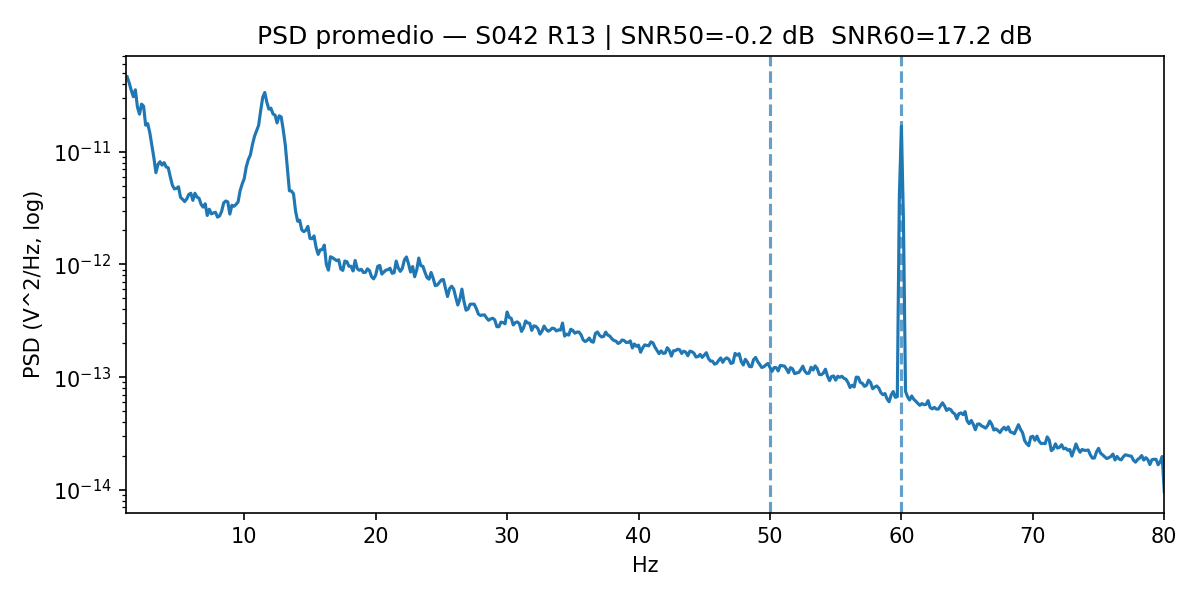 PSD promedio — S042 R13 | SNR50=-0.2 dB  SNR60=17.2 dB
PSD (V^2/Hz, log)
10⁻¹¹
10⁻¹²
10⁻¹³
10⁻¹⁴
10 20 30 40 50 60 70 80
Hz